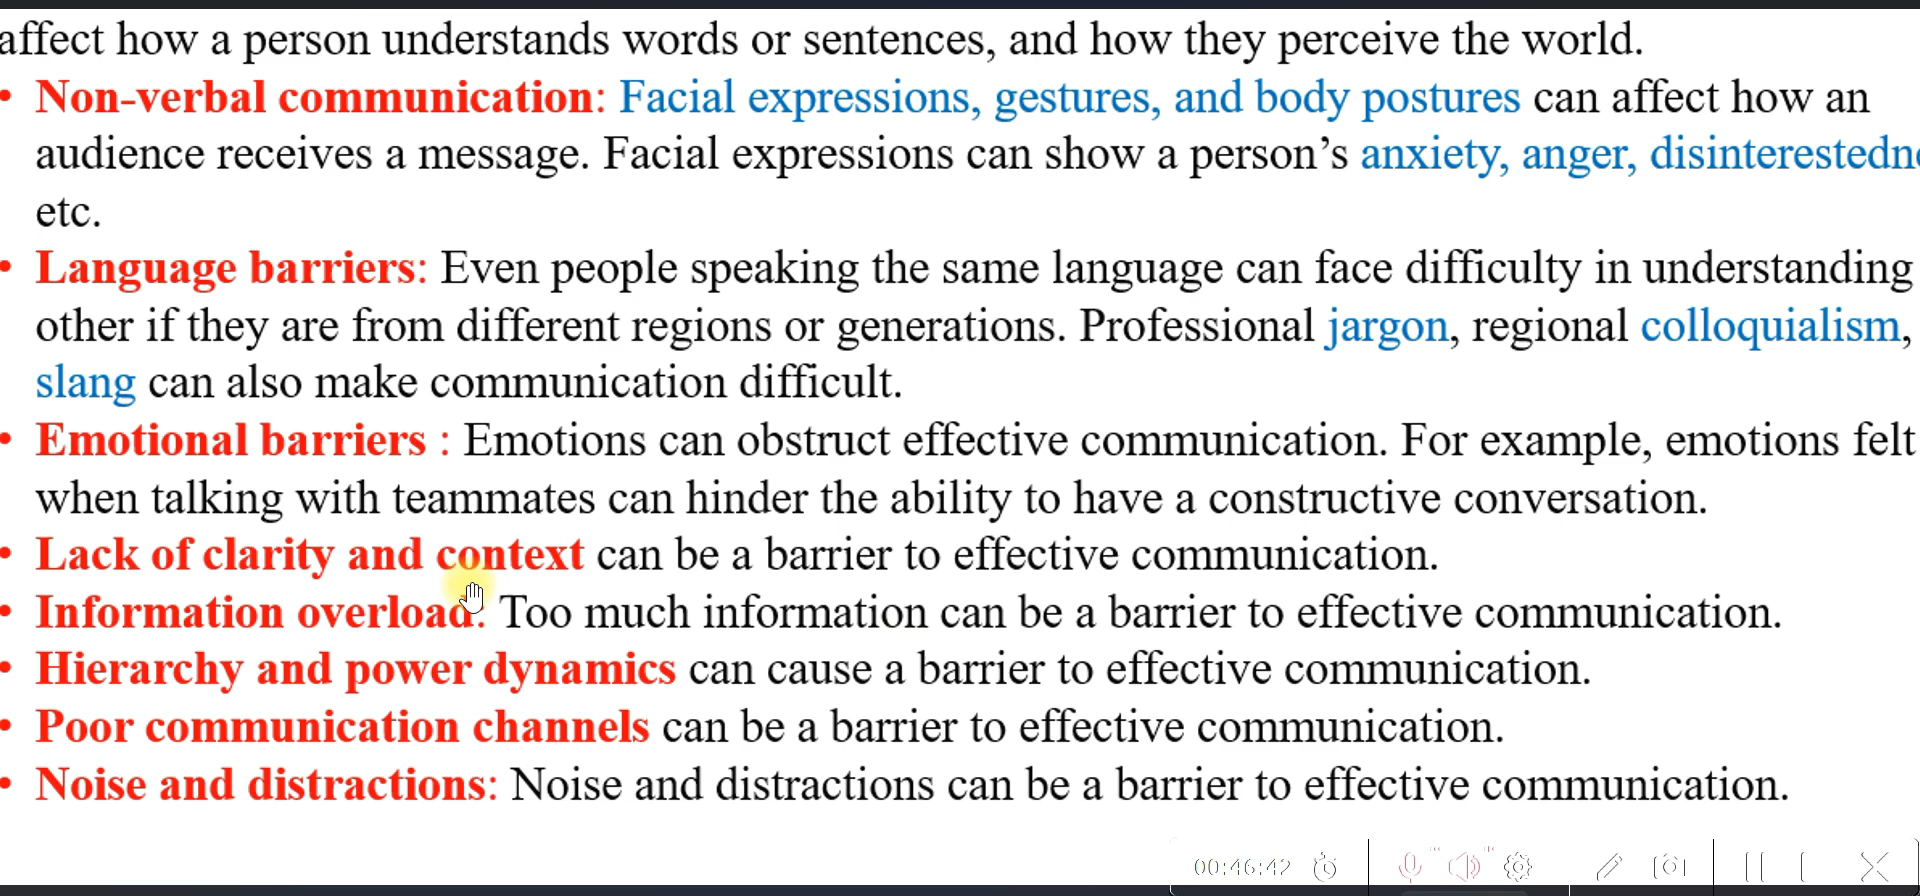 affect how a person understands words or sentences, and how they perceive the world.
• Non-verbal communication: Facial expressions, gestures, and body postures can affect how an
audience receives a message. Facial expressions can show a person’s anxiety, anger,
etc.
• Language barriers: Even people speaking the same language can face difficulty in understanding
other if they are from different regions or generations. Professional jargon, regional colloquialism,
slang can also make communication difficult.
• Emotional barriers : Emotions can obstruct effective communication. For example, emotions felt
when talking with teammates can hinder the ability to have a constructive conversation.
• Lack of clarity and context can be a barrier to effective communication.
• Information overload: Too much information can be a barrier to effective communication.
• Hierarchy and power dynamics can cause a barrier to effective communication.
• Poor communication channels can be a barrier to effective communication.
• Noise and distractions: Noise and distractions can be a barrier to effective communication.
00:46:42